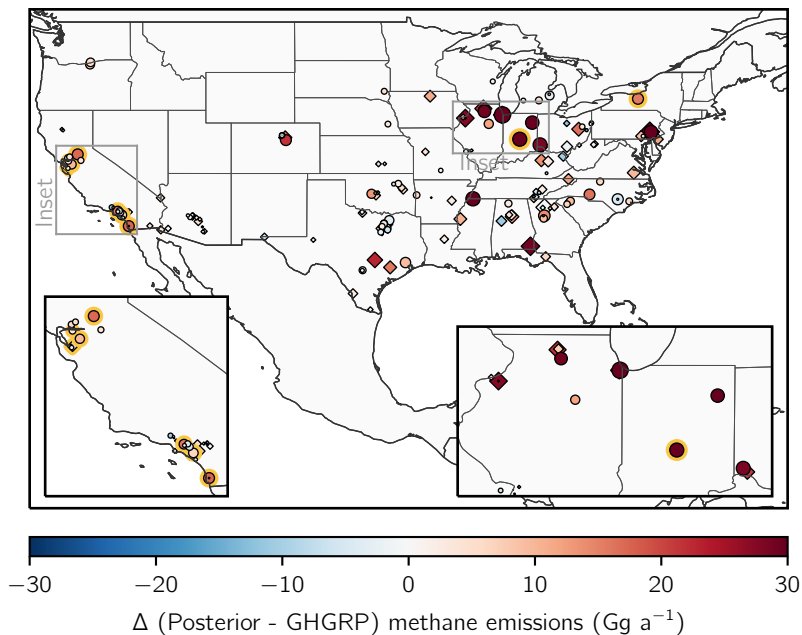 Inset
Inset
−30 −20 −10 0 10 20 30
Δ (Posterior - GHGRP) methane emissions (Gg a−1)